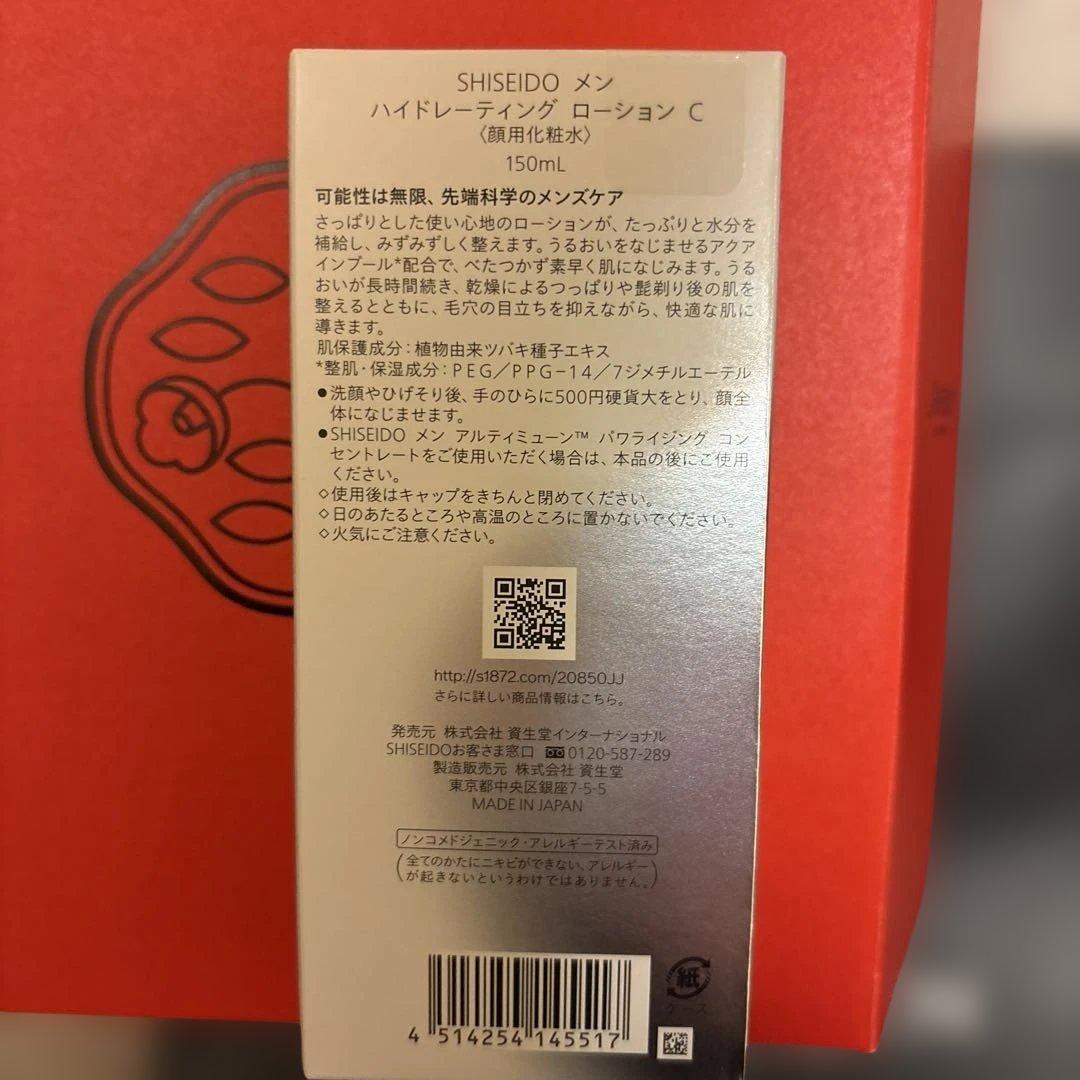 SHISEIDO メン
ハイドレーティング ローション C
〈顔用化粧水〉
150mL
可能性は無限、先端科学のメンズケア
さっぱりとした使い心地のローションが、たっぷりと水分を
補給し、みずみずしく整えます。うるおいをなじませるアクア
インプール*配合で、べたつかず素早く肌になじみます。うる
おいが長時間続き、乾燥によるつっぱりや髭剃り後の肌を
整えるとともに、毛穴の目立ちを抑えながら、快適な肌に
導きます。
肌保護成分：植物由来ツバキ種子エキス
*整肌・保湿成分：PEG／PPG−14／7ジメチルエーテル
●洗顔やひげそり後、手のひらに500円硬貨大をとり、顔全
体になじませます。
●SHISEIDO メン アルティミューン™ パワライジング コン
セントレートをご使用いただく場合は、本品の後にご使用
ください。
◇使用後はキャップをきちんと閉めてください。
◇日のあたるところや高温のところに置かないでください。
◇火気にご注意ください。
http://s1872.com/20850JJ
さらに詳しい商品情報はこちら。
発売元 株式会社 資生堂インターナショナル
SHISEIDOお客さま窓口 0120-587-289
製造販売元 株式会社 資生堂
東京都中央区銀座7-5-5
MADE IN JAPAN
ノンコメドジェニック・アレルギーテスト済み
(全てのかたにニキビができない、アレルギー
が起きないというわけではありません。)
紙
ケース
4 514254 145517